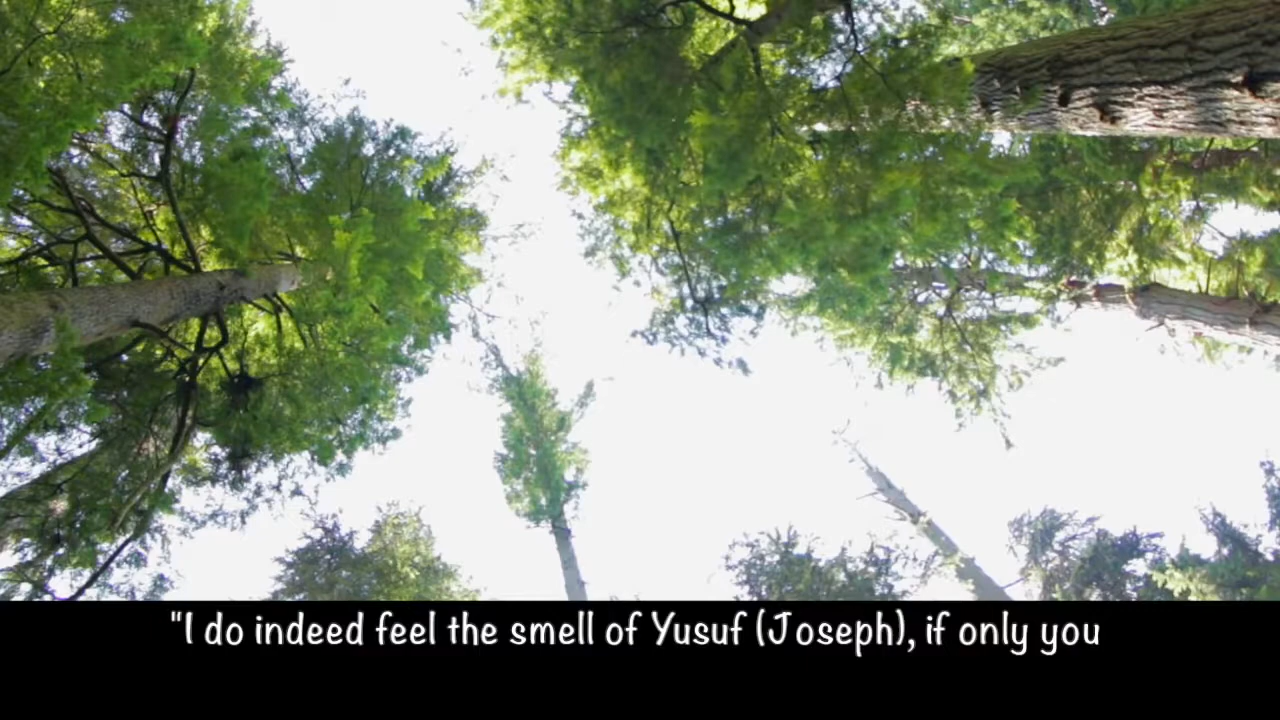 "I do indeed feel the smell of Yusuf (Joseph), if only you